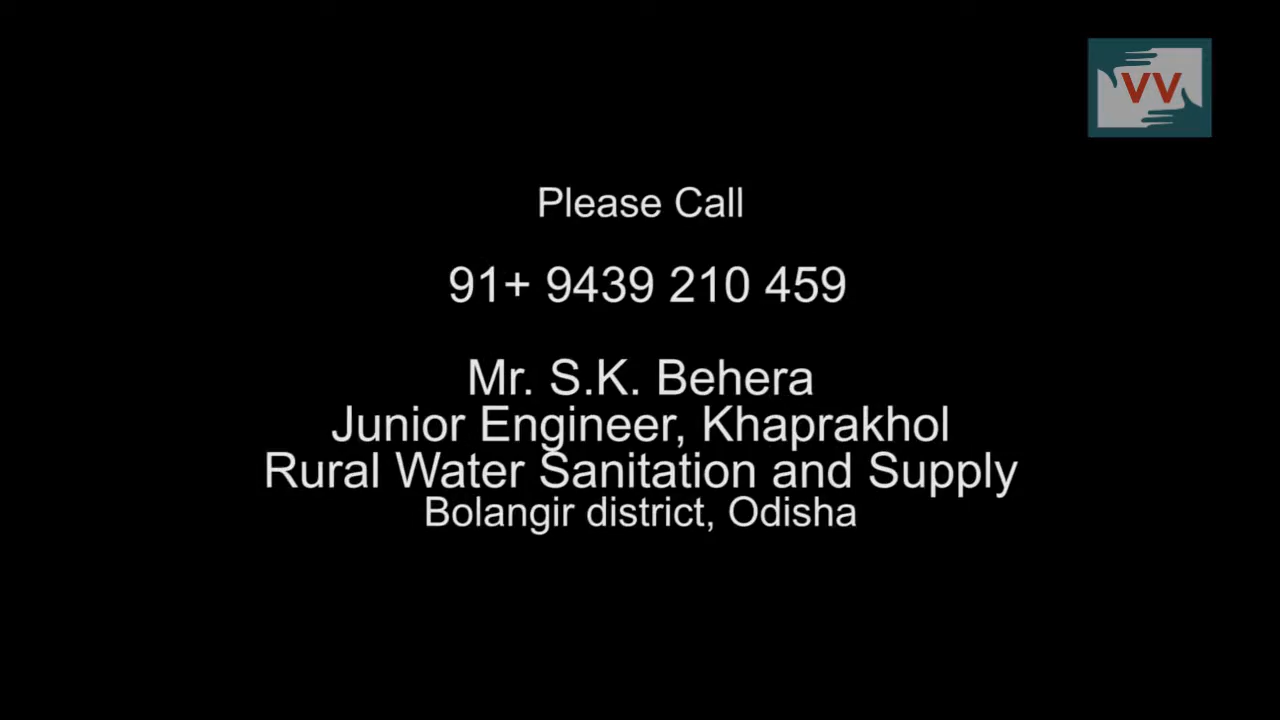 VV
Please Call
91+ 9439 210 459
Mr. S.K. Behera
Junior Engineer, Khaprakhol
Rural Water Sanitation and Supply
Bolangir district, Odisha